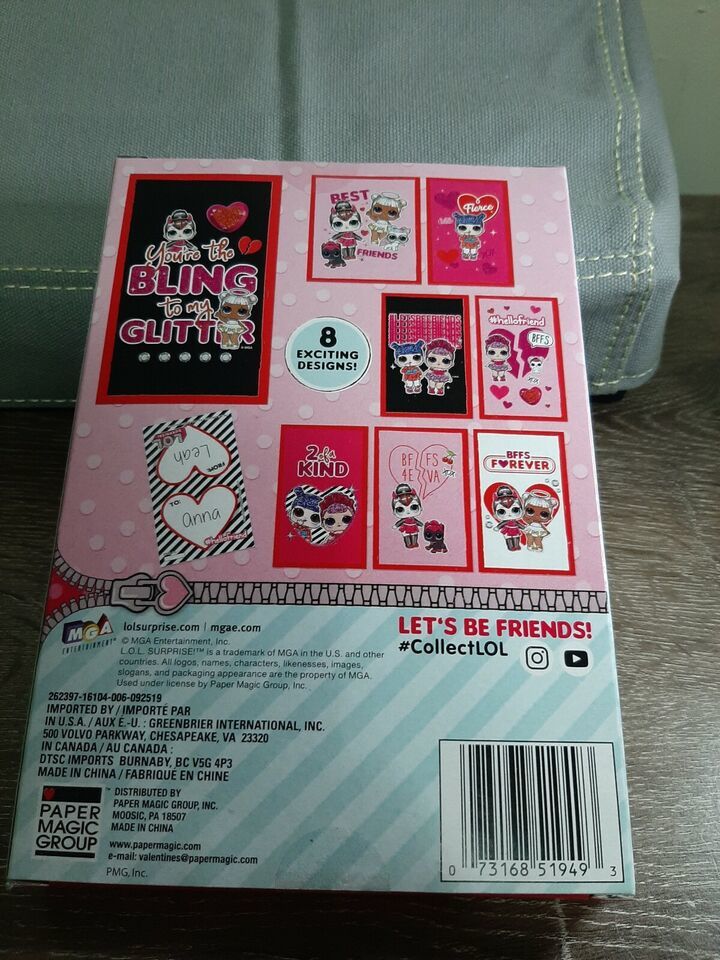 You're the
BLING
to my
GLITTER
BEST
FRIENDS
Fierce
8
EXCITING
DESIGNS!
BESTFRIENDS
#hellofriend
BFFS
FROM:
Leah
TO:
anna
#hellofriend
2 of a
KIND
BF FS
4E VA
BFFS
FOREVER
MGA
ENTERTAINMENT
lolsurprise.com | mgae.com
© MGA Entertainment, Inc.
L.O.L. SURPRISE!™ is a trademark of MGA in the U.S. and other
countries. All logos, names, characters, likenesses, images,
slogans, and packaging appearance are the property of MGA.
Used under license by Paper Magic Group, Inc.
LET'S BE FRIENDS!
#CollectLOL
262397-16104-006-092519
IMPORTED BY / IMPORTÉ PAR
IN U.S.A. / AUX É.-U. : GREENBRIER INTERNATIONAL, INC.
500 VOLVO PARKWAY, CHESAPEAKE, VA 23320
IN CANADA / AU CANADA :
DTSC IMPORTS BURNABY, BC V5G 4P3
MADE IN CHINA / FABRIQUÉ EN CHINE
PAPER
MAGIC
GROUP
DISTRIBUTED BY
PAPER MAGIC GROUP, INC.
MOOSIC, PA 18507
MADE IN CHINA
www.papermagic.com
e-mail: valentines@papermagic.com
PMG, Inc.
0 73168 51949 3